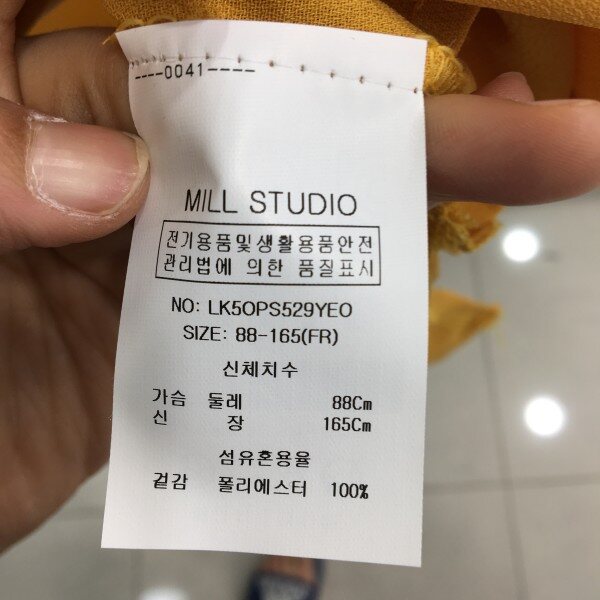 ----0041----
MILL STUDIO
전기용품및생활용품안전
관리법에 의한 품질표시
NO: LK5OPS529YEO
SIZE: 88-165(FR)
신체치수
가슴 둘레 88Cm
신 장 165Cm
섬유혼용율
겉감 폴리에스터 100%